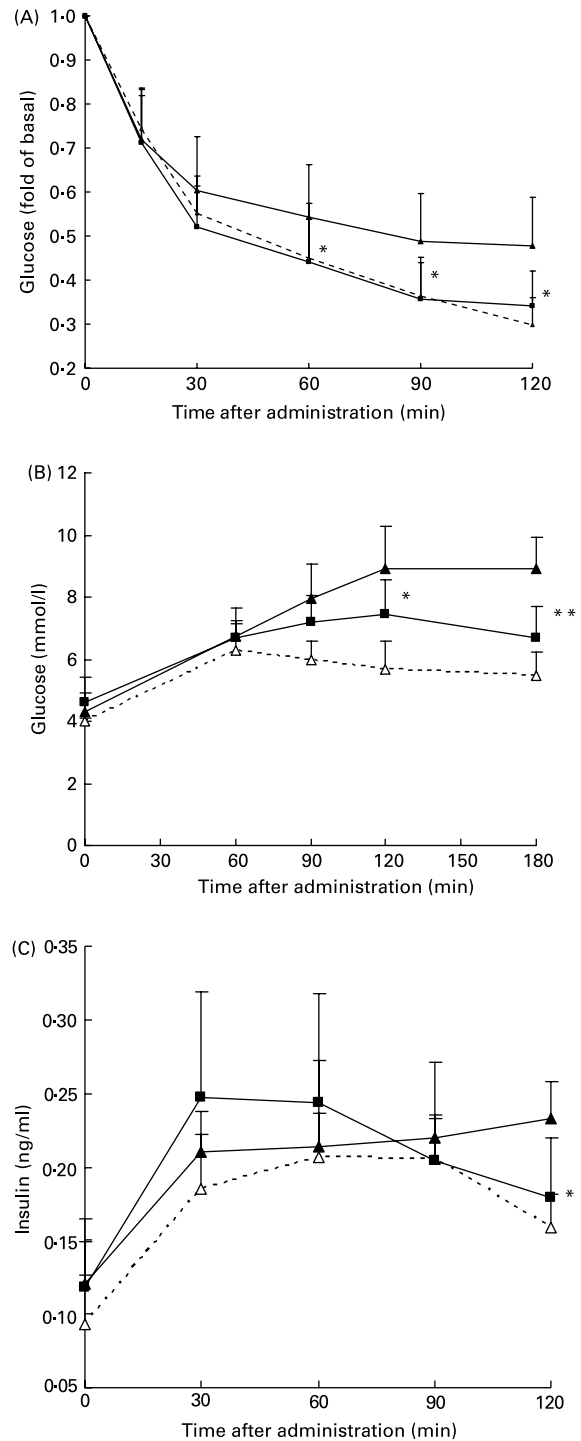 (A)
1·0
0·9
0·8
0·7
0·6
0·5
0·4
0·3
0·2
Glucose (fold of basal)
* * *
0 30 60 90 120
Time after administration (min)
(B)
12
10
8
6
4
2
0
Glucose (mmol/l)
* **
0 30 60 90 120 150 180
Time after administration (min)
(C)
0·35
0·30
0·25
0·20
0·15
0·10
0·05
Insulin (ng/ml)
*
0 30 60 90 120
Time after administration (min)